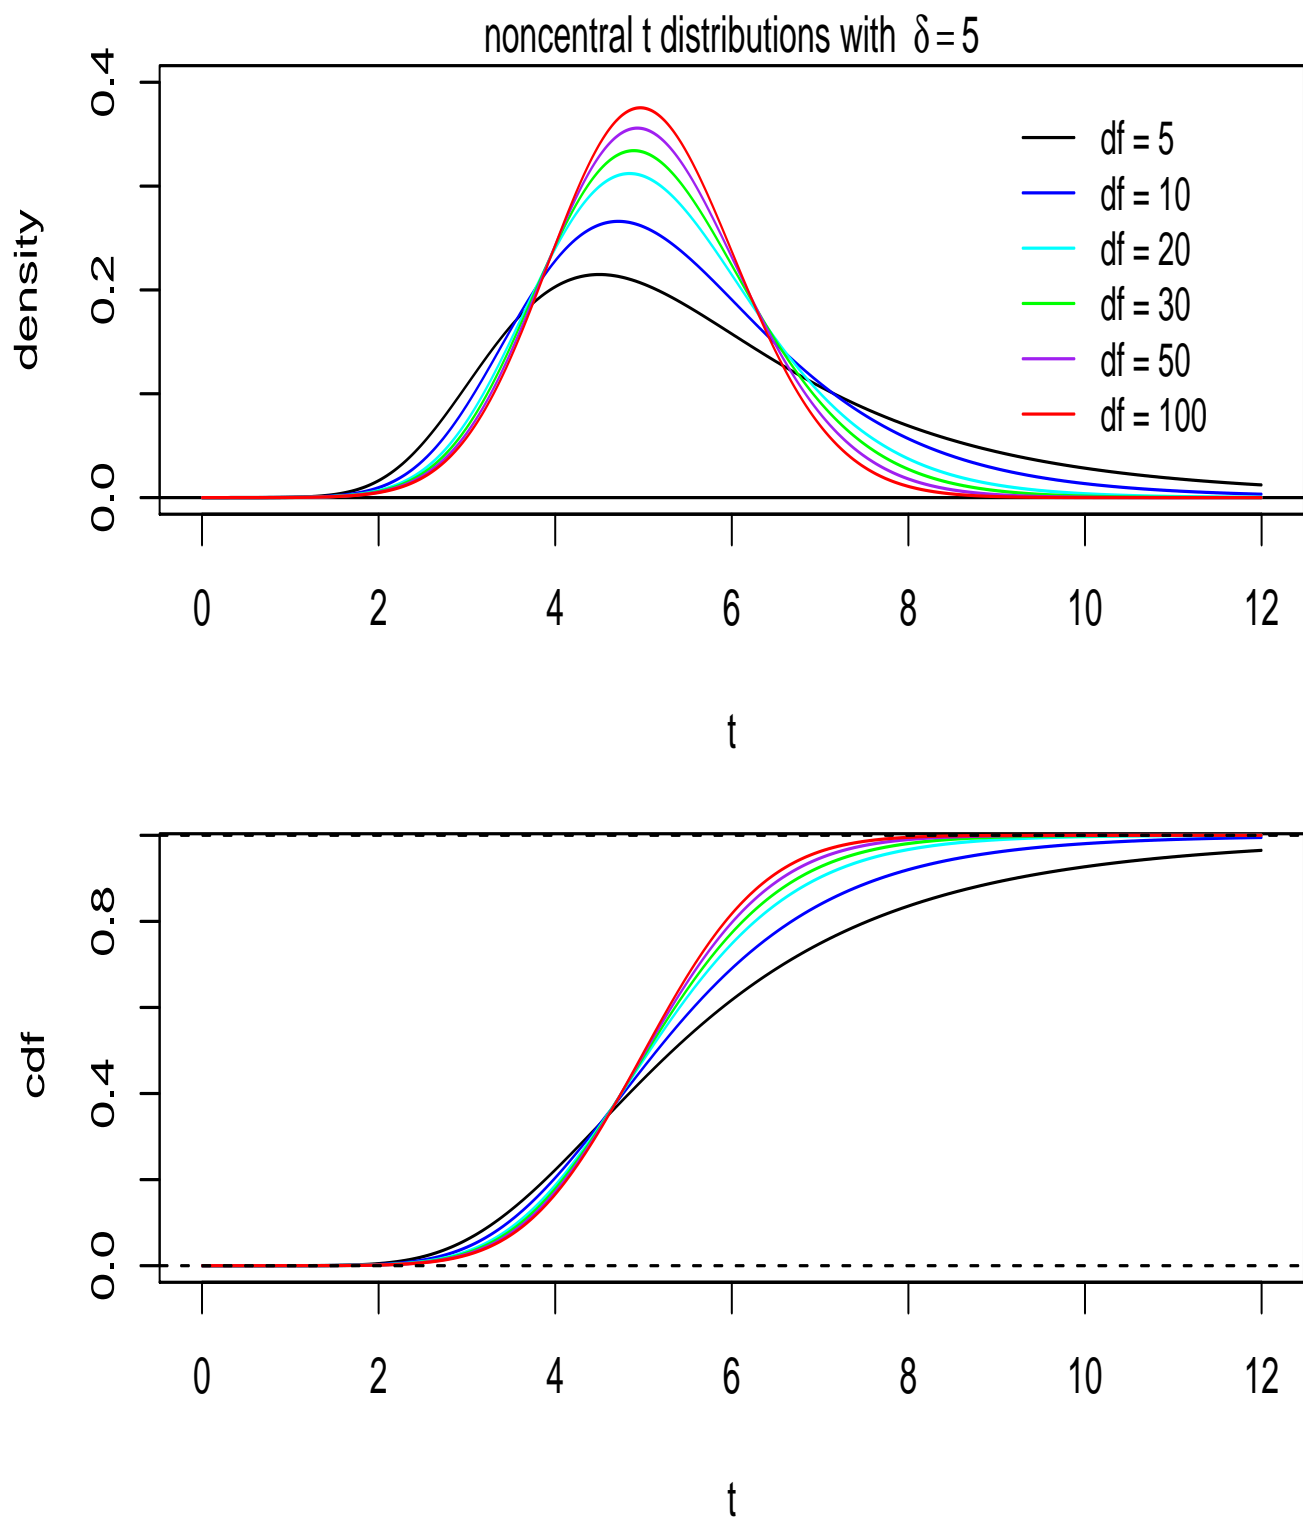 noncentral t distributions with δ = 5
density
0.0
0.2
0.4
df = 5
df = 10
df = 20
df = 30
df = 50
df = 100
0 2 4 6 8 10 12
t
cdf
0.0
0.4
0.8
0 2 4 6 8 10 12
t